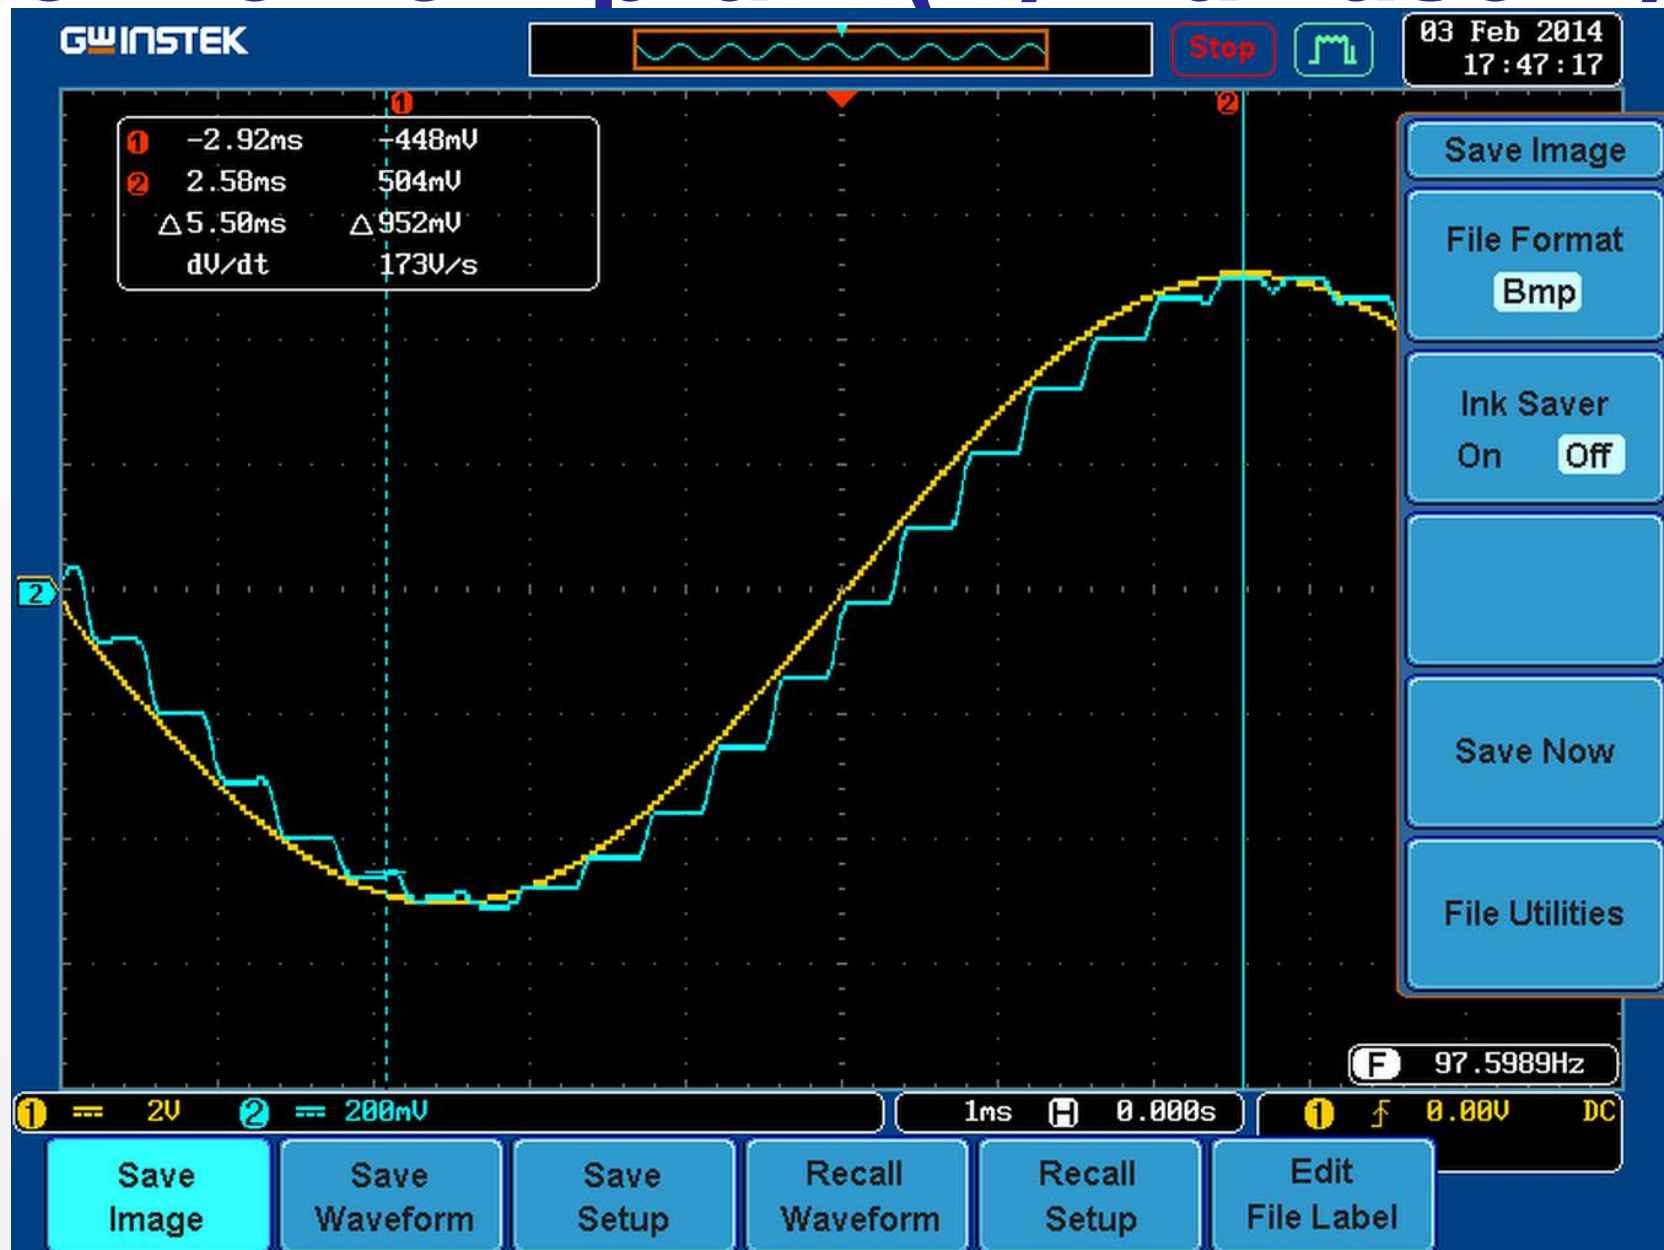 GWINSTEK
Stop
03 Feb 2014
17:47:17
1
2
1 -2.92ms -448mV
2 2.58ms 504mV
△5.50ms △952mV
dV/dt 173V/s
2
Save Image
File Format
Bmp
Ink Saver
On Off
Save Now
File Utilities
F 97.5989Hz
1 2V 2 200mV 1ms H 0.000s 1 0.00V DC
Save Image
Save Waveform
Save Setup
Recall Waveform
Recall Setup
Edit File Label